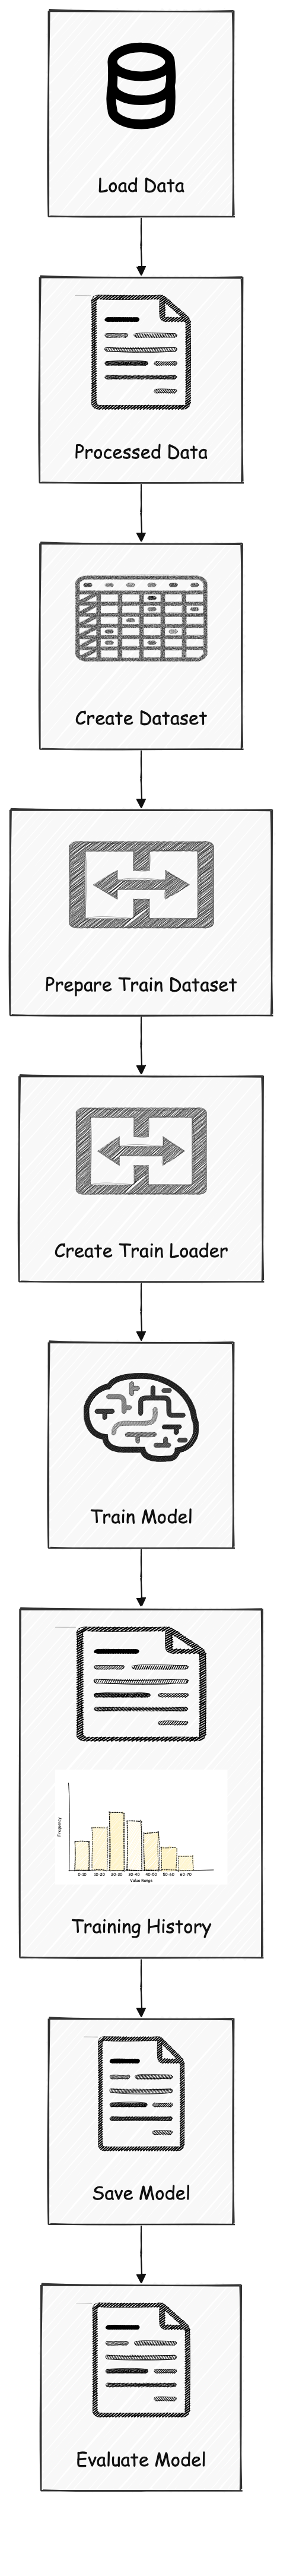 Load Data
Processed Data
Create Dataset
Prepare Train Dataset
Create Train Loader
Train Model
Frequency
0-10 10-20 20-30 30-40 40-50 50-60 60-70
Value Range
Training History
Save Model
Evaluate Model